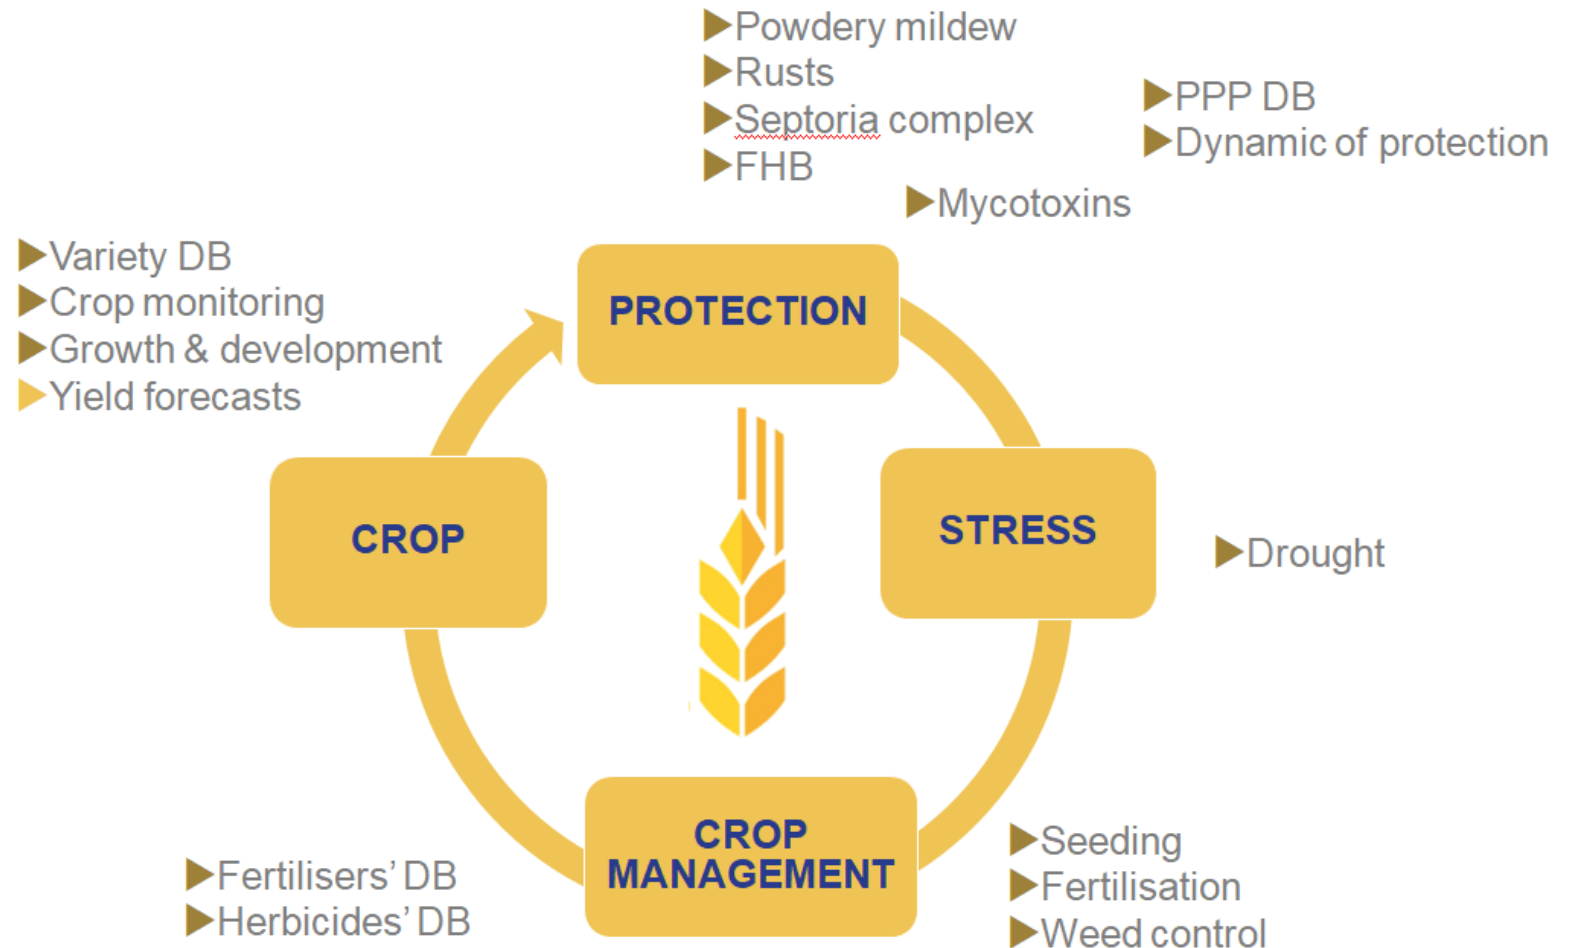 Powdery mildew
Rusts
Septoria complex
FHB
PPP DB
Dynamic of protection
Mycotoxins
Variety DB
Crop monitoring
Growth & development
Yield forecasts
PROTECTION
CROP
STRESS
Drought
CROP
MANAGEMENT
Fertilisers’ DB
Herbicides’ DB
Seeding
Fertilisation
Weed control